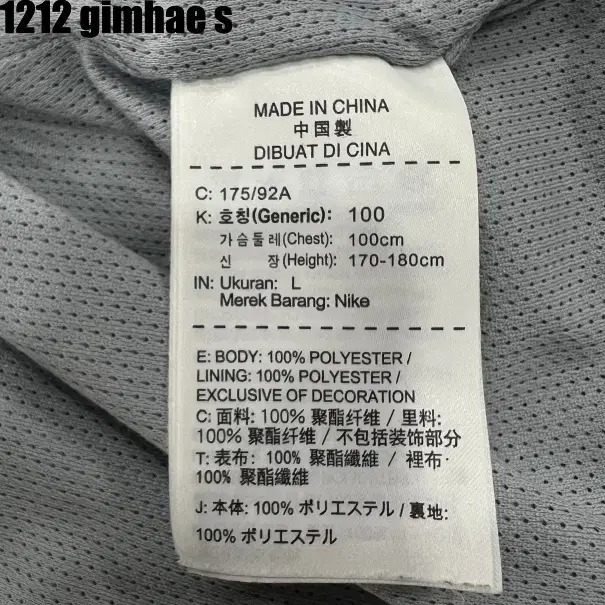 1212 gimhae s
MADE IN CHINA
中国製
DIBUAT DI CINA
C: 175/92A
K: 호칭(Generic): 100
가슴둘레(Chest): 100cm
신 장(Height): 170-180cm
IN: Ukuran: L
Merek Barang: Nike
E: BODY: 100% POLYESTER /
LINING: 100% POLYESTER /
EXCLUSIVE OF DECORATION
C: 面料: 100% 聚酯纤维 / 里料:
100% 聚酯纤维 / 不包括装饰部分
T: 表布: 100% 聚酯纖維 / 裡布:
100% 聚酯纖維
J: 本体: 100% ポリエステル / 裏地:
100% ポリエステル